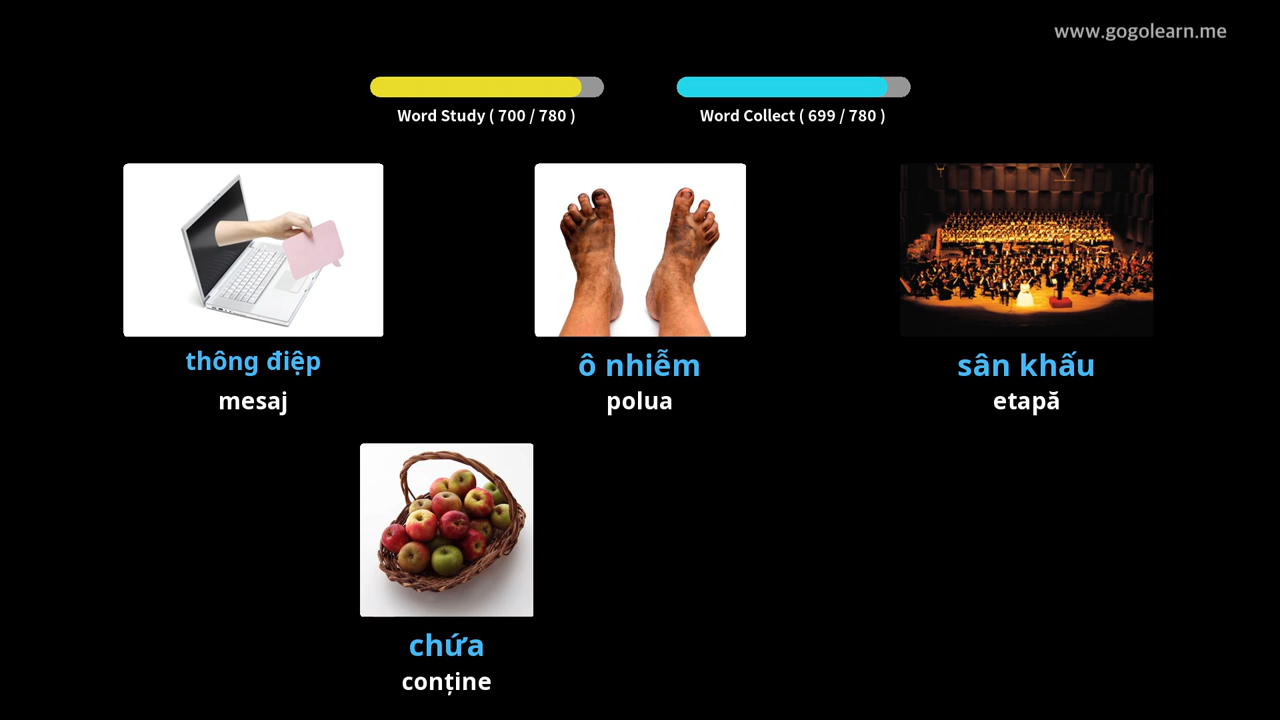 www.gogolearn.me
Word Study ( 700 / 780 )
Word Collect ( 699 / 780 )
thông điệp
mesaj
ô nhiễm
polua
sân khấu
etapă
chứa
conține